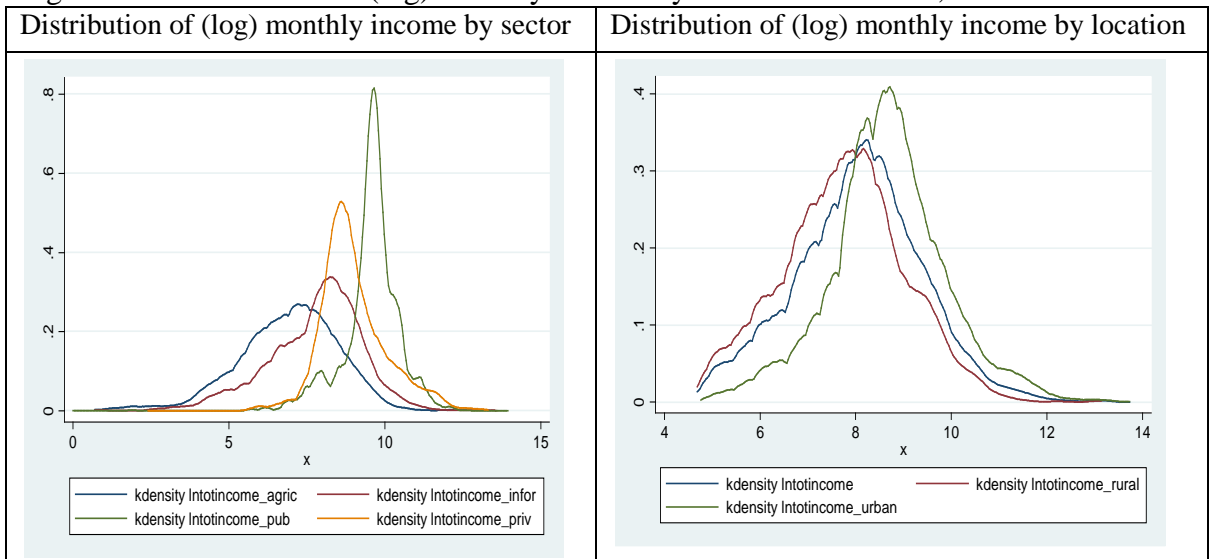 (log)
Distribution of (log) monthly income by sector
Distribution of (log) monthly income by location
.8
.6
.4
.2
0
0 5 10 15
x
kdensity lntotincome_agric kdensity lntotincome_infor
kdensity lntotincome_pub kdensity lntotincome_priv
.4
.3
.2
.1
0
4 6 8 10 12 14
x
kdensity lntotincome kdensity lntotincome_rural
kdensity lntotincome_urban